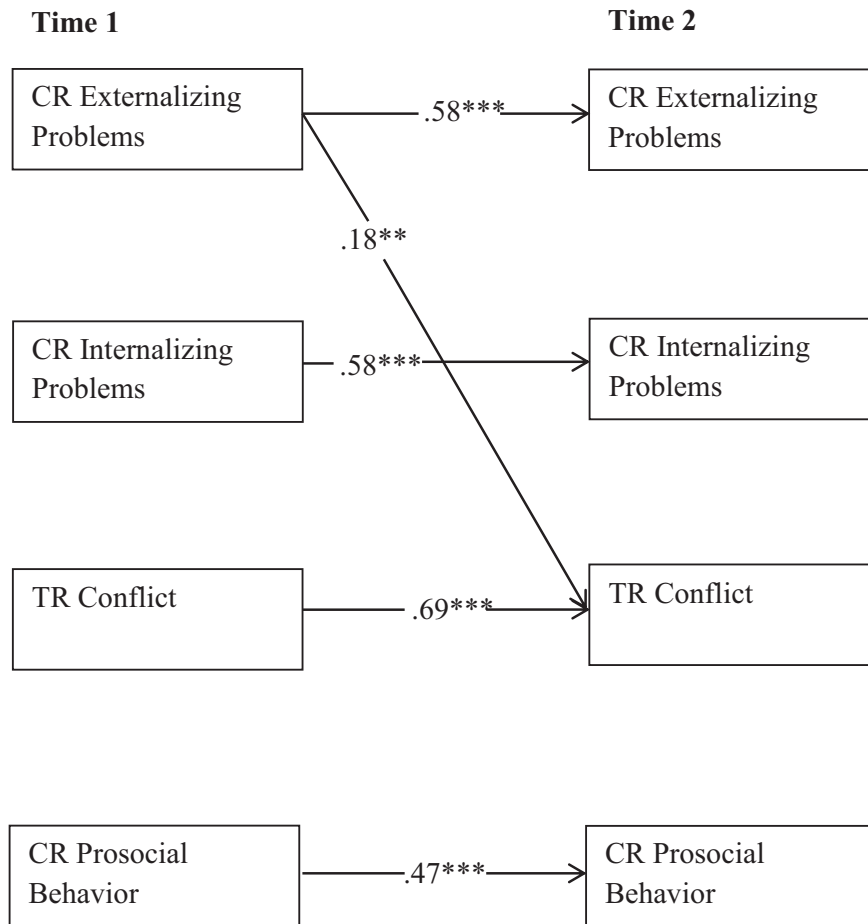 Time 1
Time 2
CR Externalizing
Problems
.58***
CR Externalizing
Problems
.18**
CR Internalizing
Problems
.58***
CR Internalizing
Problems
TR Conflict
.69***
TR Conflict
CR Prosocial
Behavior
.47***
CR Prosocial
Behavior